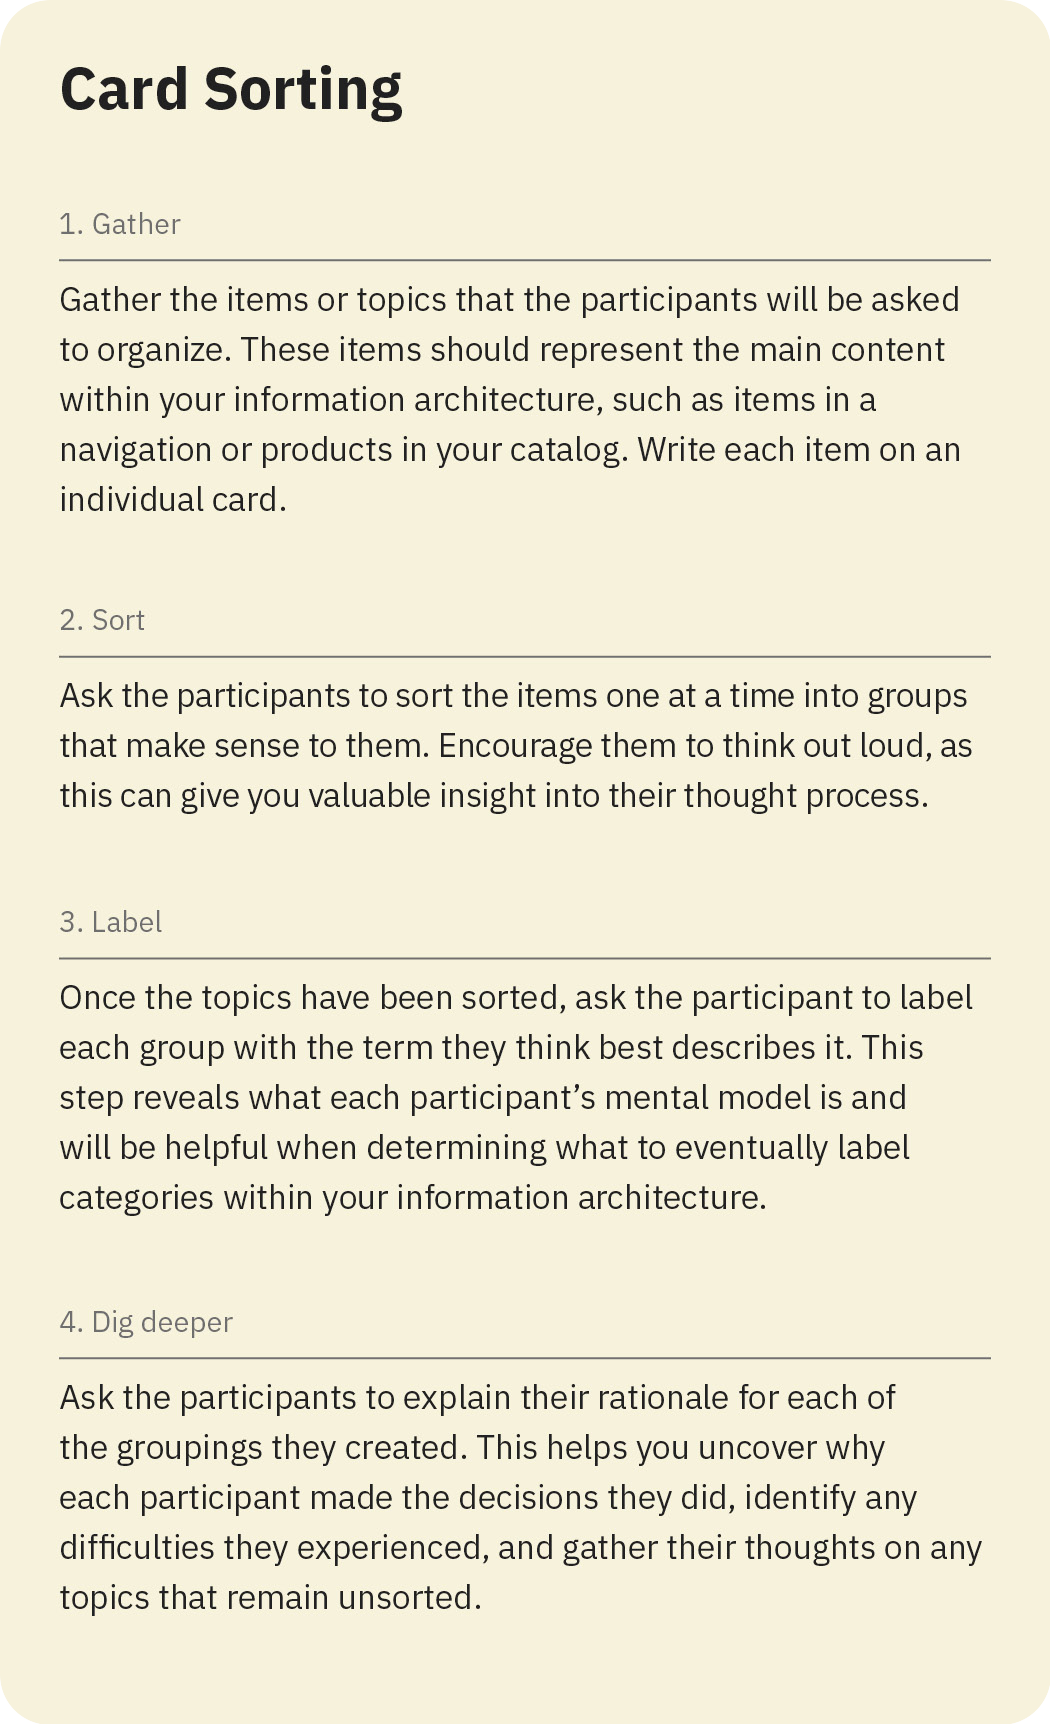 Card Sorting
1. Gather
Gather the items or topics that the participants will be asked
to organize. These items should represent the main content
within your information architecture, such as items in a
navigation or products in your catalog. Write each item on an
individual card.
2. Sort
Ask the participants to sort the items one at a time into groups
that make sense to them. Encourage them to think out loud, as
this can give you valuable insight into their thought process.
3. Label
Once the topics have been sorted, ask the participant to label
each group with the term they think best describes it. This
step reveals what each participant’s mental model is and
will be helpful when determining what to eventually label
categories within your information architecture.
4. Dig deeper
Ask the participants to explain their rationale for each of
the groupings they created. This helps you uncover why
each participant made the decisions they did, identify any
difficulties they experienced, and gather their thoughts on any
topics that remain unsorted.